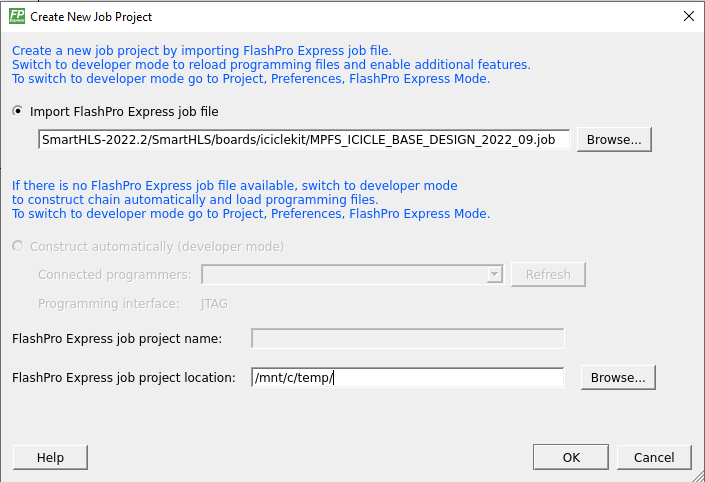 FP
Express
Create New Job Project
Create a new job project by importing FlashPro Express job file.
Switch to developer mode to reload programming files and enable additional features.
To switch to developer mode go to Project, Preferences, FlashPro Express Mode.
Import FlashPro Express job file
SmartHLS-2022.2/SmartHLS/boards/iciclekit/MPFS_ICICLE_BASE_DESIGN_2022_09.job
Browse...
If there is no FlashPro Express job file available, switch to developer mode
to construct chain automatically and load programming files.
To switch to developer mode go to Project, Preferences, FlashPro Express Mode.
Construct automatically (developer mode)
Connected programmers:
Refresh
Programming interface: JTAG
FlashPro Express job project name:
FlashPro Express job project location: /mnt/c/temp/
Browse...
Help
OK
Cancel